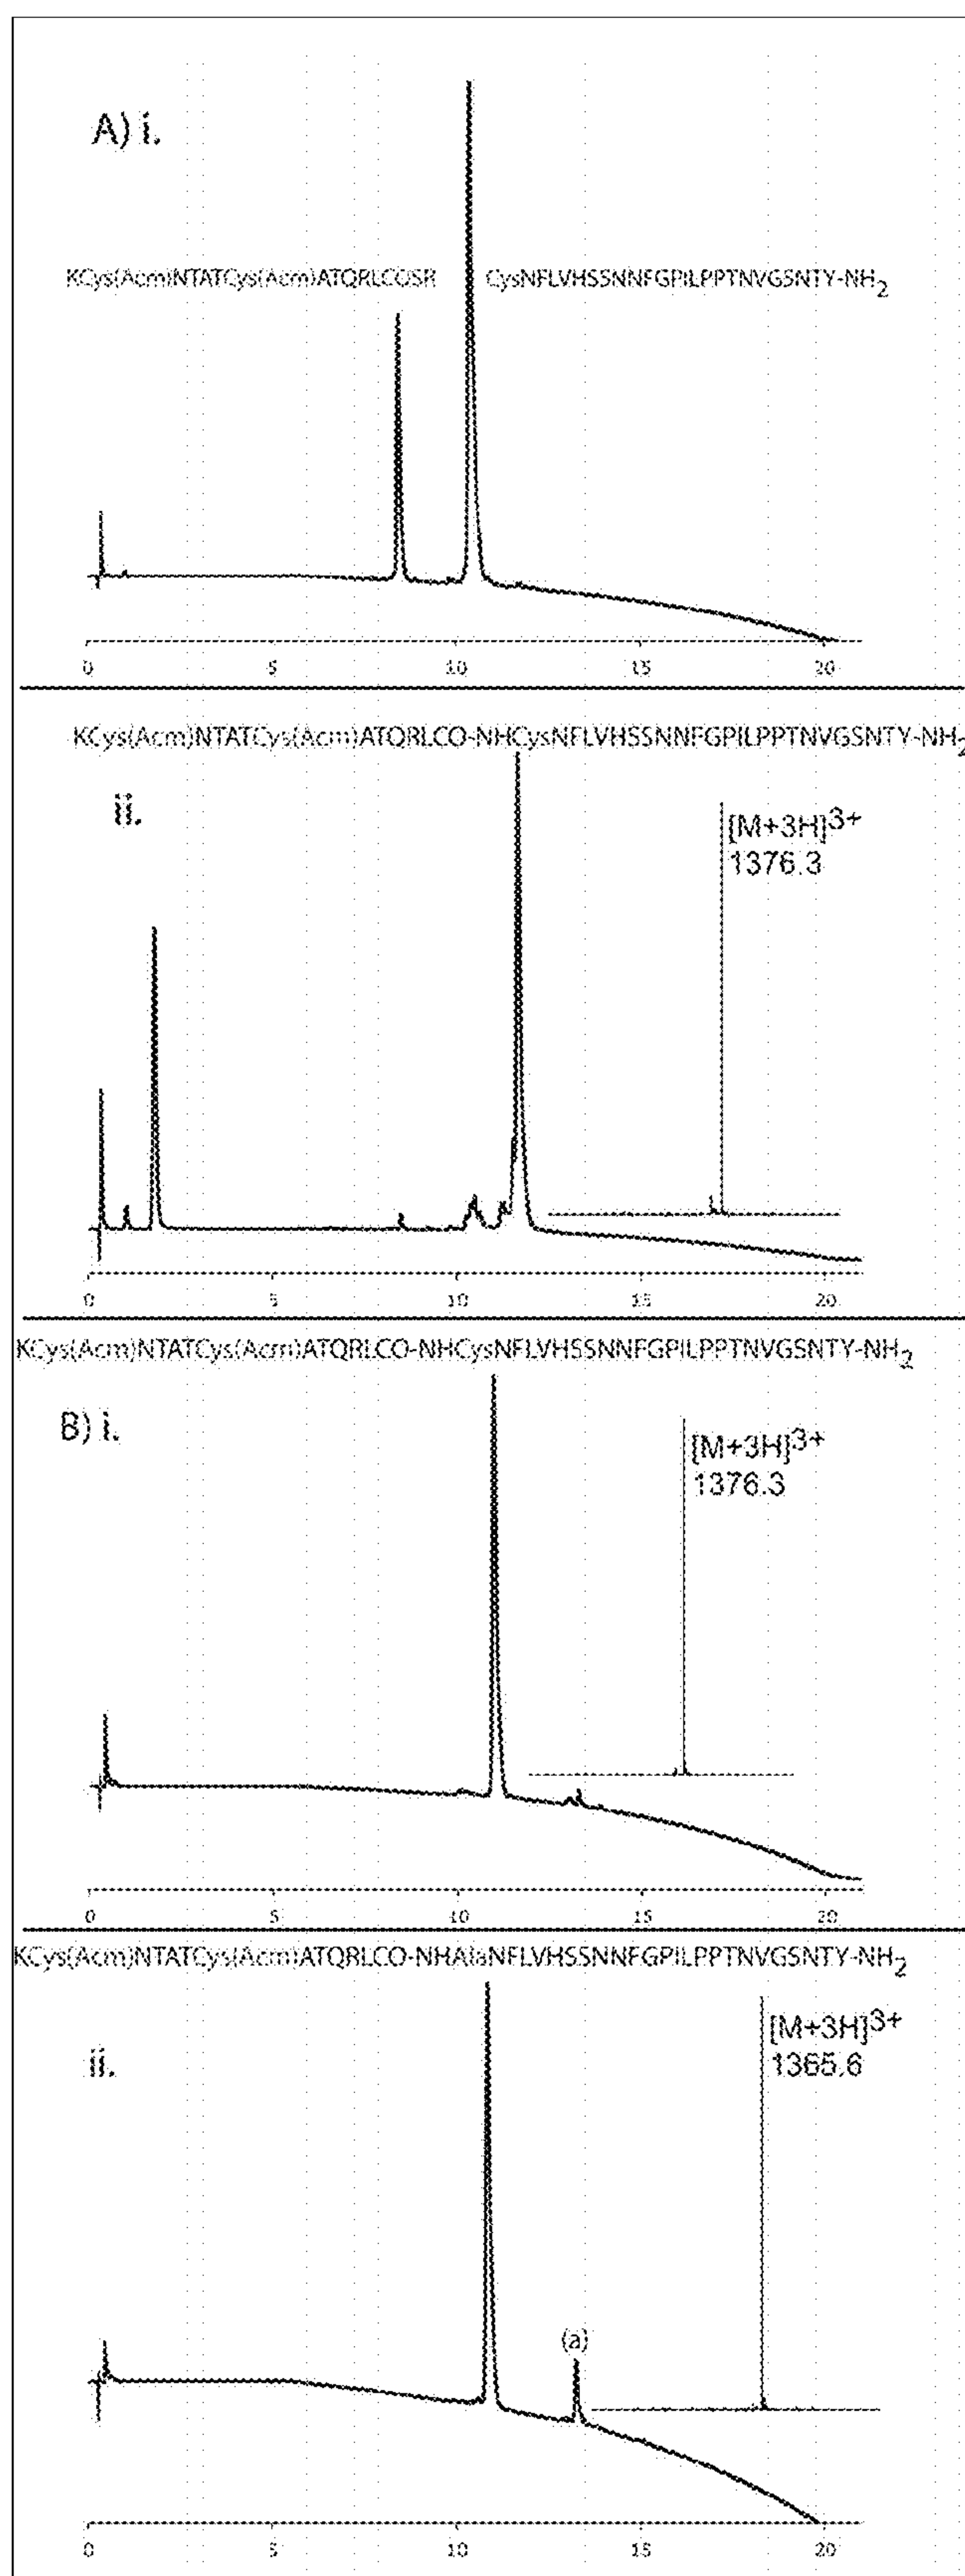 A) i.
KCys(Acm)NTATCys(Acm)ATQRLCOSR CysNFLVHSSNNFGPILPPTNVGSNTY-NH2
0 5 10 15 20
KCys(Acm)NTATCys(Acm)ATQRLCO-NHCysNFLVHSSNNFGPILPPTNVGSNTY-NH2
ii.
[M+3H]3+
1376.3
0 5 10 15 20
KCys(Acm)NTATCys(Acm)ATQRLCO-NHCysNFLVHSSNNFGPILPPTNVGSNTY-NH2
B) i.
[M+3H]3+
1376.3
0 5 10 15 20
KCys(Acm)NTATCys(Acm)ATQRLCO-NHAlaNFLVHSSNNFGPILPPTNVGSNTY-NH2
ii.
[M+3H]3+
1365.6
(a)
0 5 10 15 20